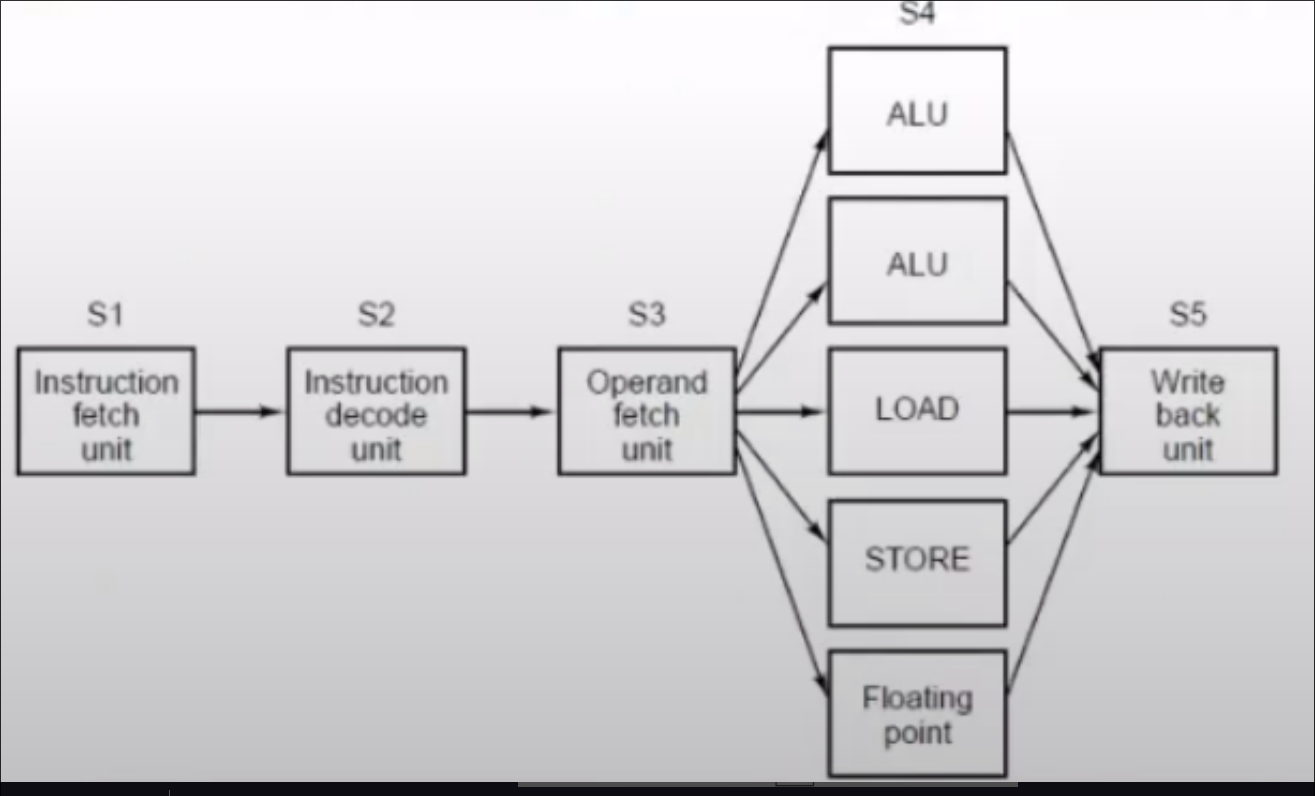 S4
ALU
ALU
S1
S2
S3
S5
Instruction
fetch
unit
Instruction
decode
unit
Operand
fetch
unit
LOAD
Write
back
unit
STORE
Floating
point